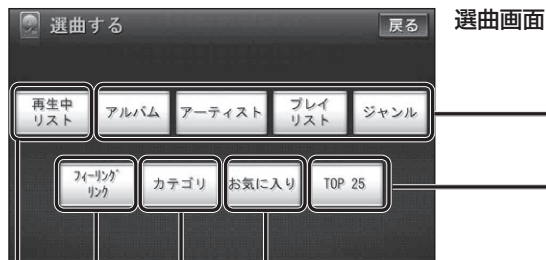 選曲する
戻る
選曲画面
再生中
リスト
アルバム
アーティスト
プレイ
リスト
ジャンル
フィーリング
リンク
カテゴリ
お気に入り
TOP 25